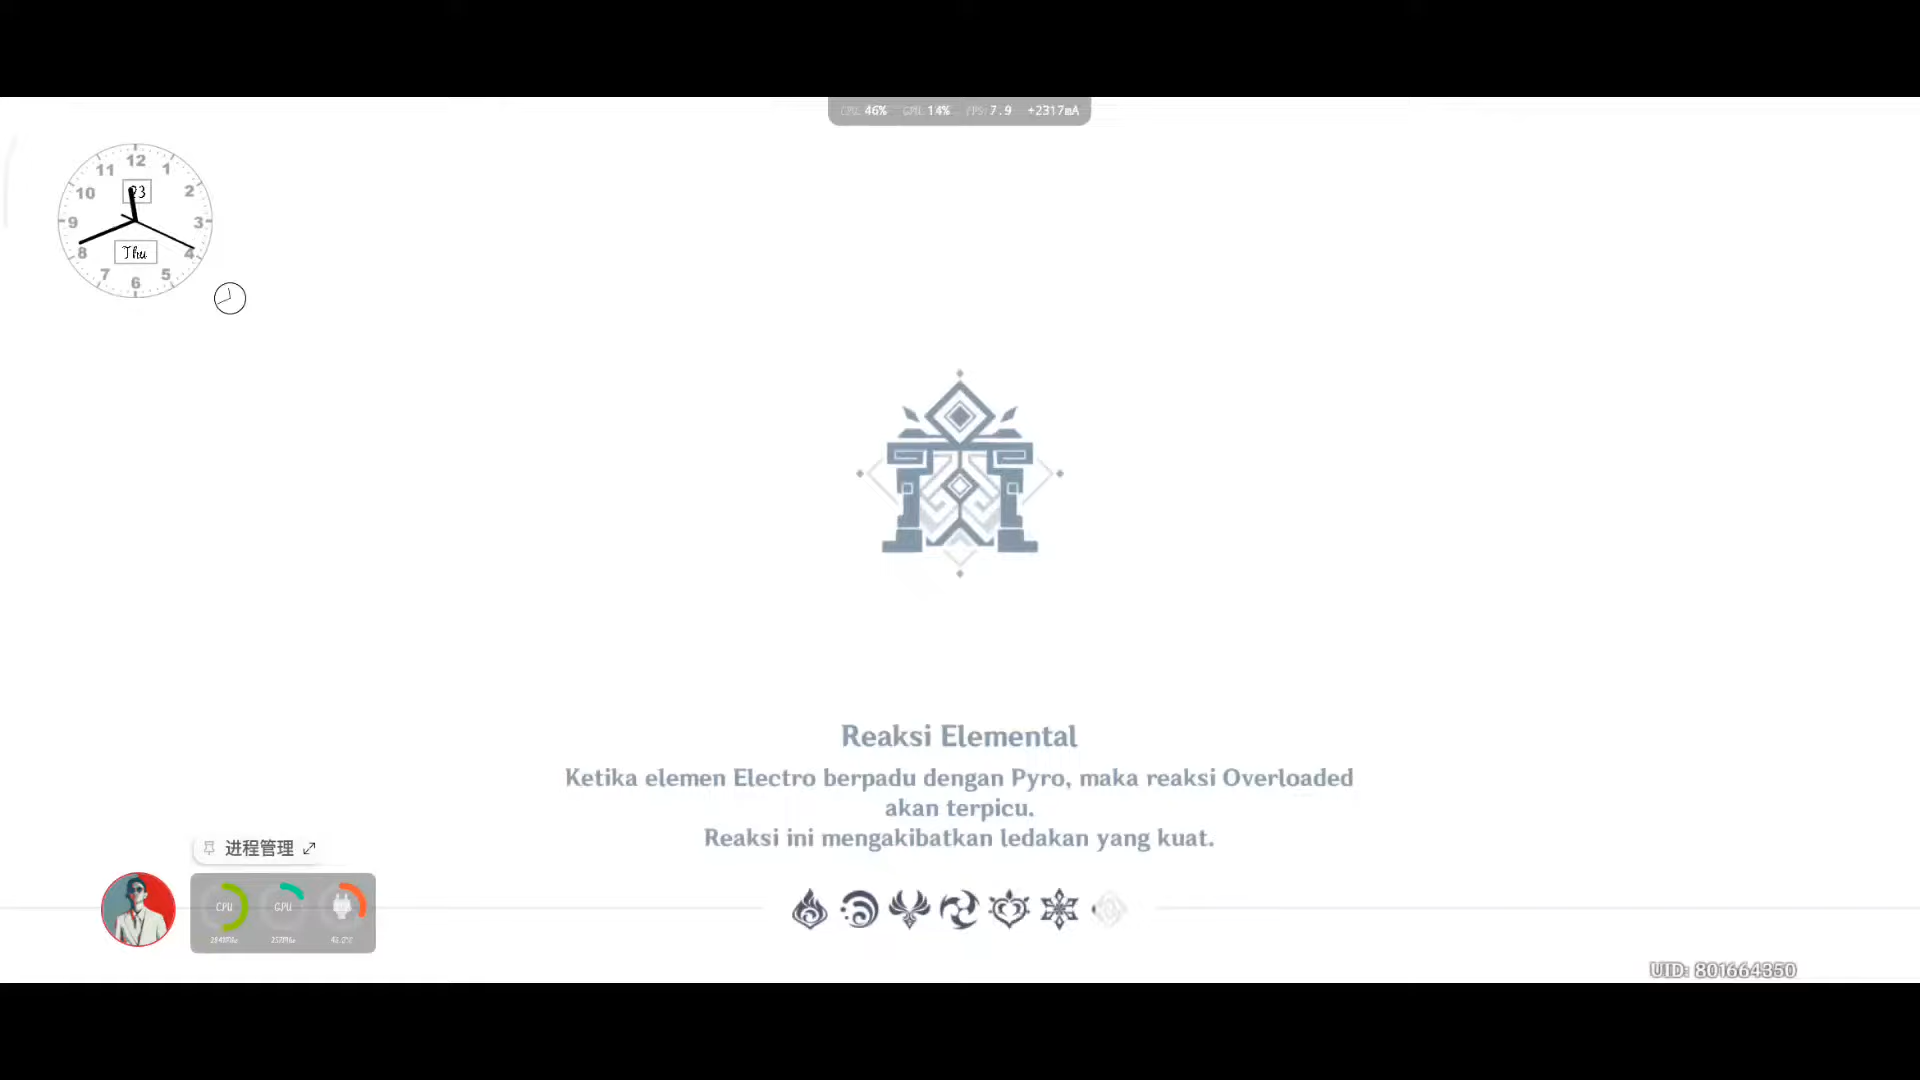 CPU: 46% GPU: 14% FPS: 7.9 +2317mA
12
11 1
10 23 2
9 3
8 Thu 4
7 5
6
Reaksi Elemental
Ketika elemen Electro berpadu dengan Pyro, maka reaksi Overloaded
akan terpicu.
Reaksi ini mengakibatkan ledakan yang kuat.
进程管理
CPU GPU
UID: 801664350